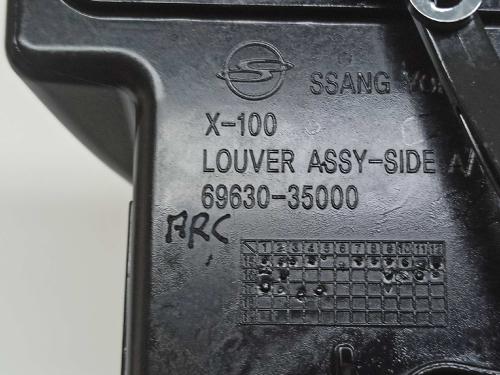 SSANG YO
X-100
LOUVER ASSY-SIDE A/
69630-35000
ARC
1 2 3 4 5 6 7 8 9 10 11 12